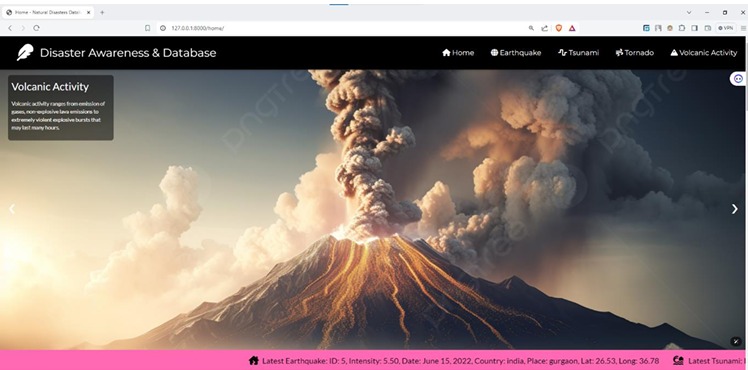 Home - Natural Disasters Datab
127.0.0.1:8000/home/
VPN
Disaster Awareness & Database
Home
Earthquake
Tsunami
Tornado
Volcanic Activity
Volcanic Activity
Volcanic activity ranges from emission of
gases, non-explosive lava emissions to
extremely violent explosive bursts that
may last many hours.
Latest Earthquake: ID: 5, Intensity: 5.50, Date: June 15, 2022, Country: india, Place: gurgaon, Lat: 26.53, Long: 36.78
Latest Tsunami: